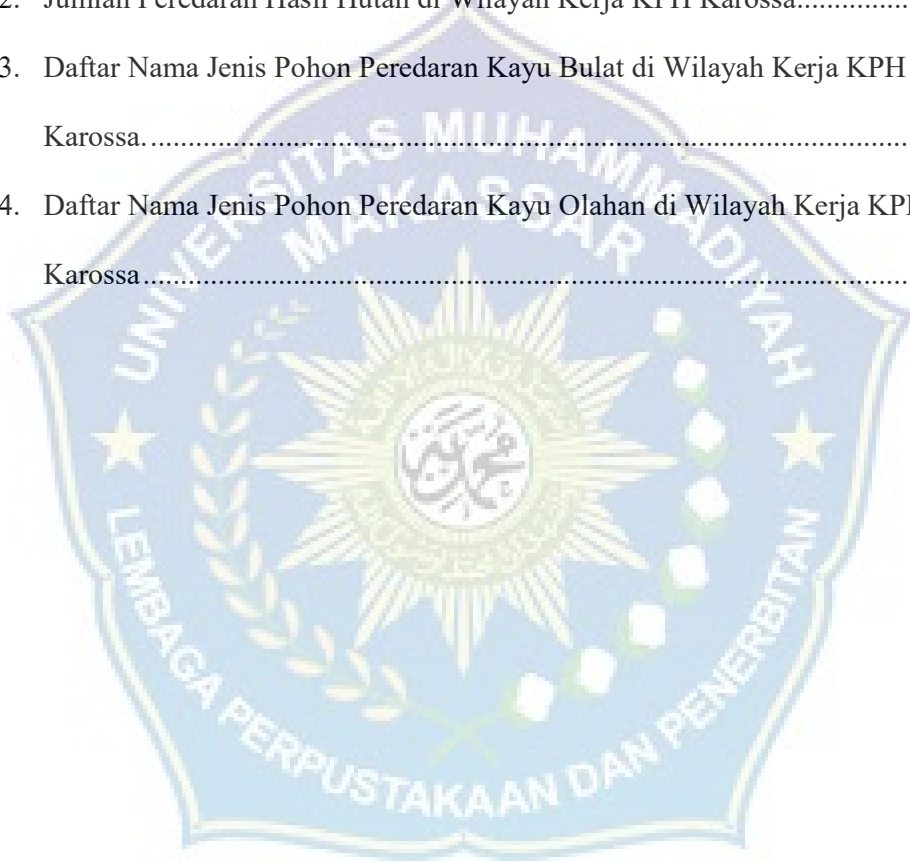 2. Jumlah Peredaran Hasil Hutan di Wilayah Kerja KPH Karossa................
3. Daftar Nama Jenis Pohon Peredaran Kayu Bulat di Wilayah Kerja KPH
Karossa. ....................................................................................................
4. Daftar Nama Jenis Pohon Peredaran Kayu Olahan di Wilayah Kerja KPH
Karossa .....................................................................................................
UNIVERSITAS MUHAMMADIYAH
MAKASSAR
LEMBAGA PERPUSTAKAAN DAN PENERBITAN